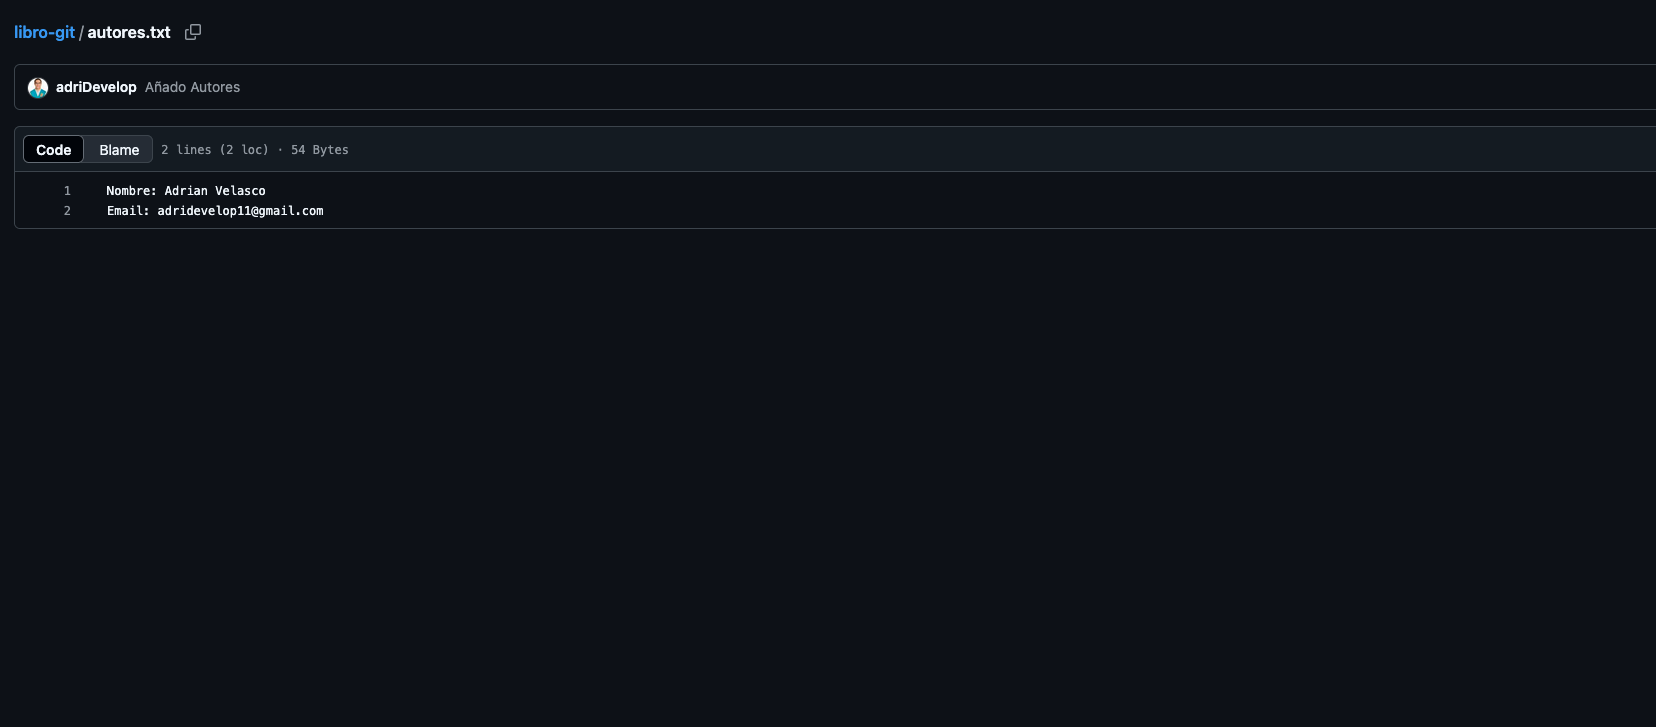 libro-git / autores.txt
adriDevelop Añado Autores
Code Blame 2 lines (2 loc) · 54 Bytes
1 Nombre: Adrian Velasco
2 Email: adridevelop11@gmail.com